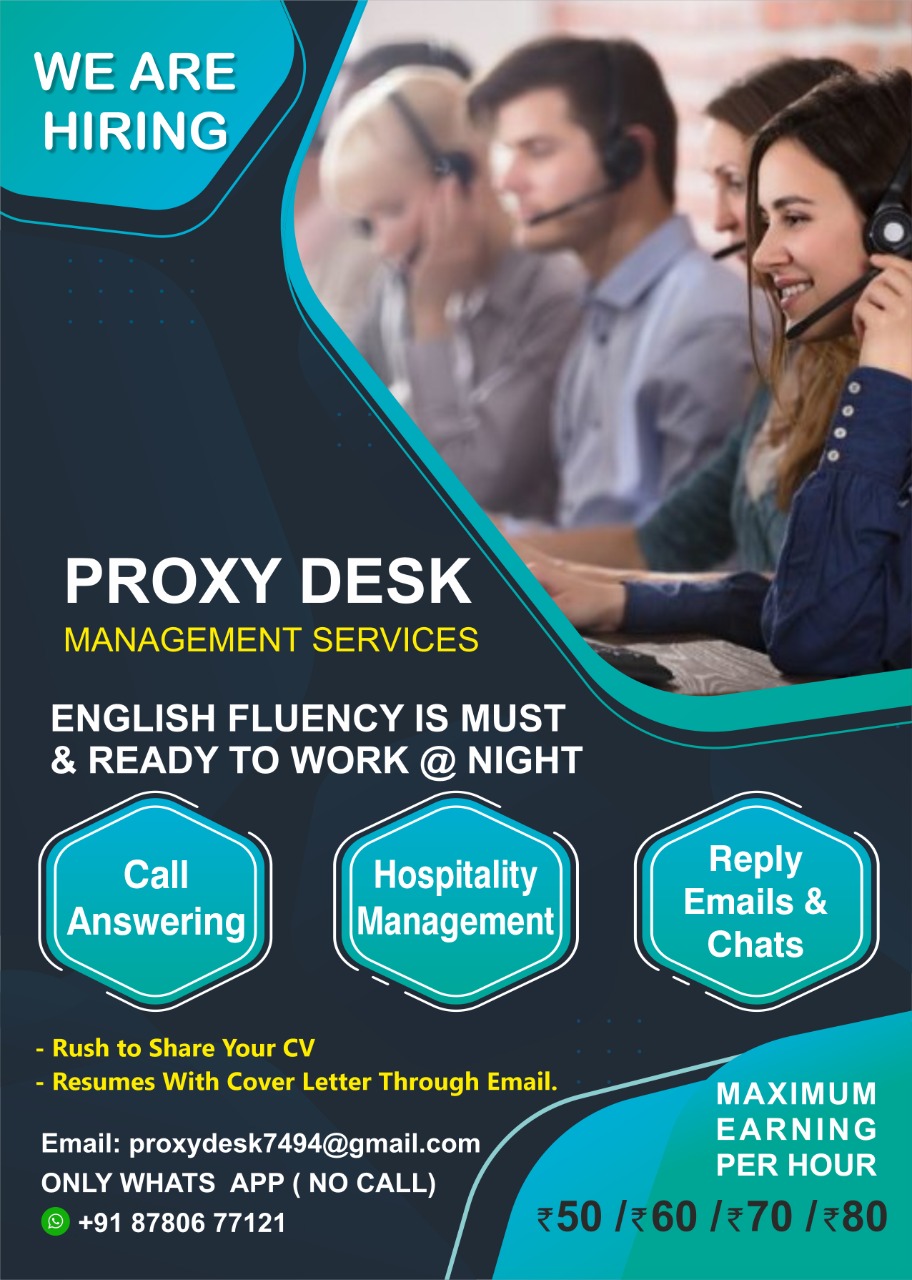 WE ARE
HIRING
PROXY DESK
MANAGEMENT SERVICES
ENGLISH FLUENCY IS MUST
& READY TO WORK @ NIGHT
Call
Answering
Hospitality
Management
Reply
Emails &
Chats
- Rush to Share Your CV
- Resumes With Cover Letter Through Email.
Email: proxydesk7494@gmail.com
ONLY WHATS  APP ( NO CALL)
+91 87806 77121
MAXIMUM
EARNING
PER HOUR
₹50 /₹60 /₹70 /₹80